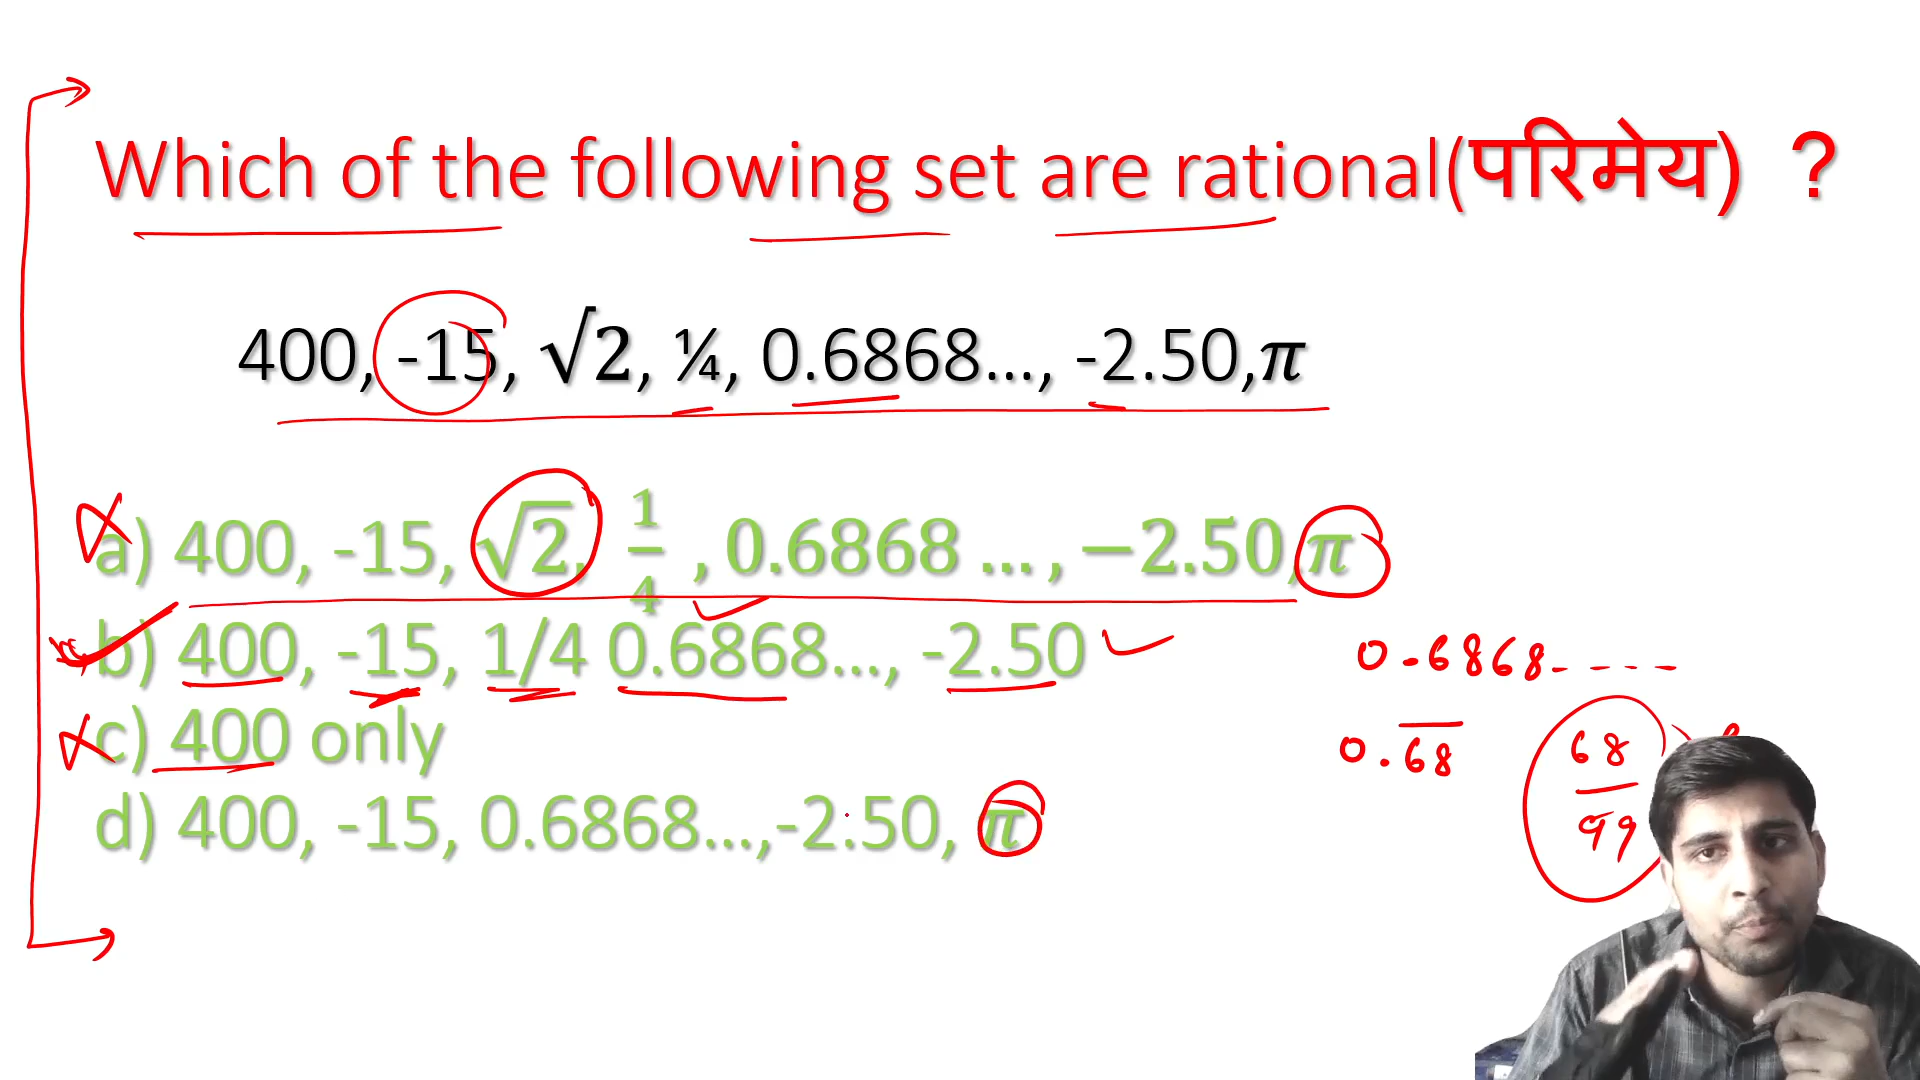 Which of the following set are rational(परिमेय) ?
400, -15, √2, ¼, 0.6868..., -2.50,π
a) 400, -15, √2, 1/4 , 0.6868 ... , −2.50,π
b) 400, -15, 1/4 0.6868..., -2.50
c) 400 only
d) 400, -15, 0.6868...,-2.50, π
0.6868.----
0.6̅8̅
68
99